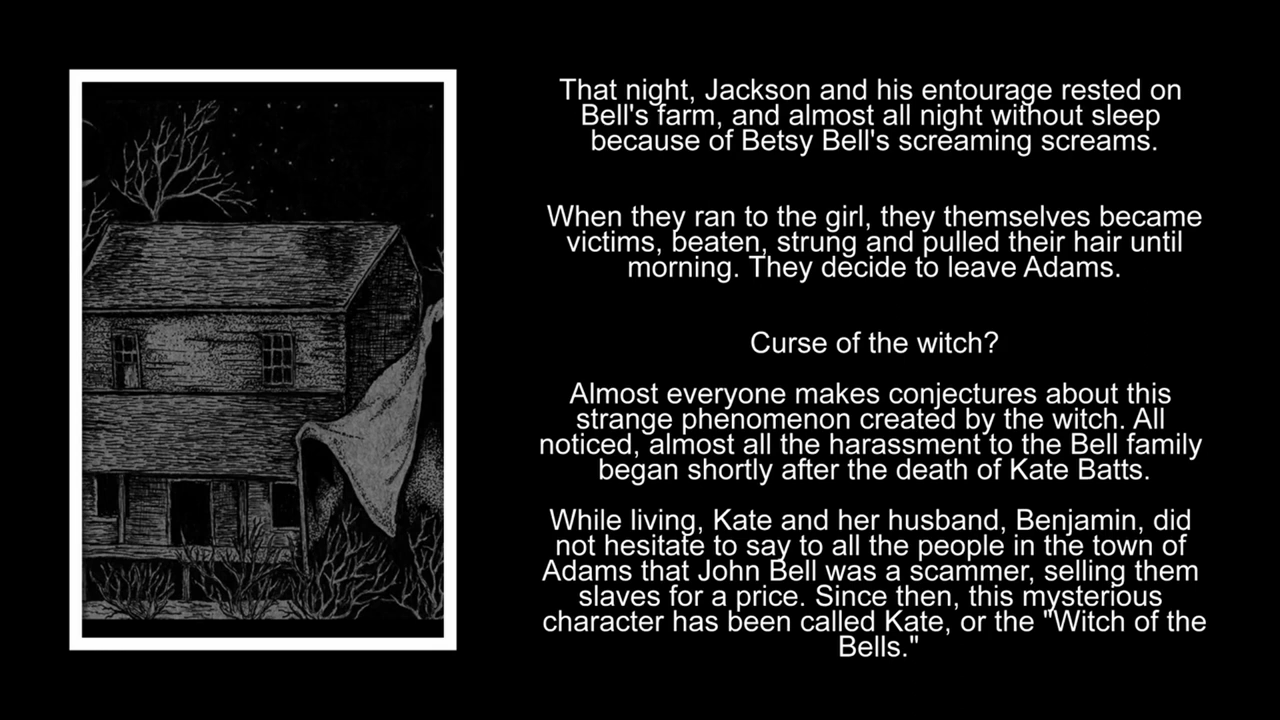 That night, Jackson and his entourage rested on
Bell's farm, and almost all night without sleep
because of Betsy Bell's screaming screams.
When they ran to the girl, they themselves became
victims, beaten, strung and pulled their hair until
morning. They decide to leave Adams.
Curse of the witch?
Almost everyone makes conjectures about this
strange phenomenon created by the witch. All
noticed, almost all the harassment to the Bell family
began shortly after the death of Kate Batts.
While living, Kate and her husband, Benjamin, did
not hesitate to say to all the people in the town of
Adams that John Bell was a scammer, selling them
slaves for a price. Since then, this mysterious
character has been called Kate, or the "Witch of the
Bells."